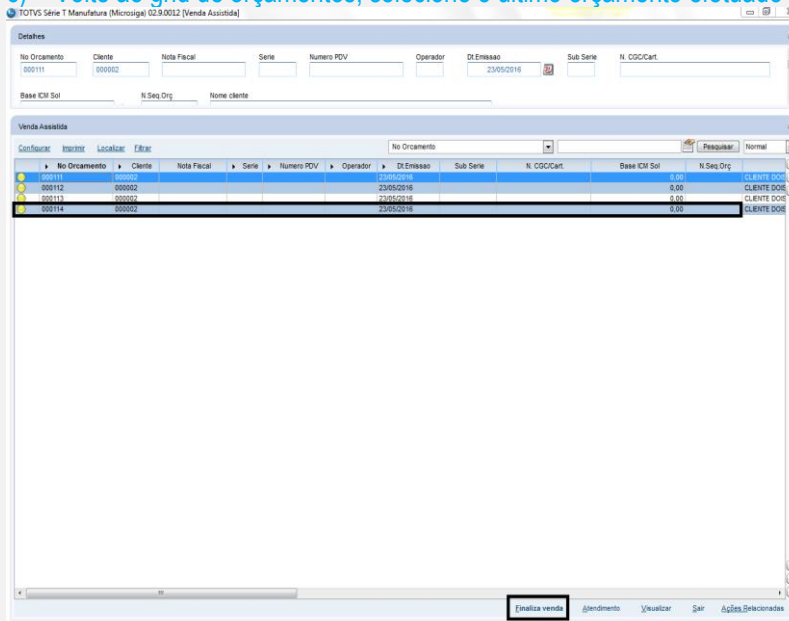 Volte ao grid de orçamentos, selecione o último orçamento efetuado
TOTVS Série T Manufatura (Microsiga) 02.9.0012 [Venda Assistida]
Detalhes
No Orcamento Cliente Nota Fiscal Serie Numero PDV Operador Dt.Emissao Sub Serie N. CGC/Cart.
000111 000002 23/05/2016
Base ICM Sol N.Seq.Orç Nome cliente
Venda Assistida
Configurar Imprimir Localizar Filtrar No Orcamento Pesquisar Normal
No Orcamento Cliente Nota Fiscal Serie Numero PDV Operador Dt.Emissao Sub Serie N. CGC/Cart. Base ICM Sol N.Seq.Orç
000111 000002 23/05/2016 0,00 CLIENTE DOIS
000112 000002 23/05/2016 0,00 CLIENTE DOIS
000113 000002 23/05/2016 0,00 CLIENTE DOIS
000114 000002 23/05/2016 0,00 CLIENTE DOIS
Finaliza venda Atendimento Visualizar Sair Ações Relacionadas